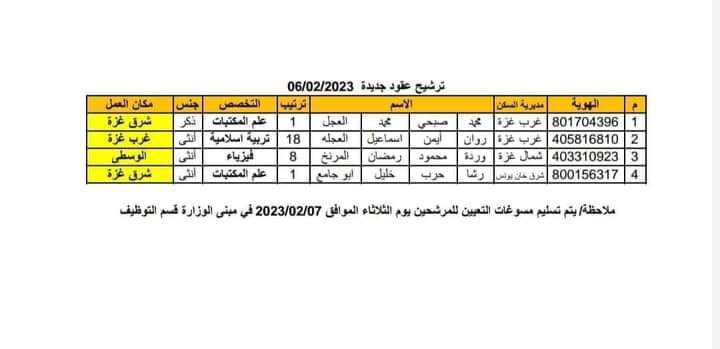 ترشيح عقود جديدة 06/02/2023
م الهوية مديرية السكن الاسم ترتيب التخصص جنس مكان العمل
1 801704396 غرب غزة محمد صبحي محمد العجل 1 علم المكتبات ذكر شرق غزة
2 405816810 غرب غزة روان أيمن اسماعيل العجله 18 تربية اسلامية أنثى غرب غزة
3 403310923 شمال غزة وردة محمود رمضان المرنخ 8 فيزياء أنثى الوسطى
4 800156317 شرق خان يونس رشا حرب خليل ابو جامع 1 علم المكتبات أنثى شرق غزة
ملاحظة/ يتم تسليم مسوغات التعيين للمرشحين يوم الثلاثاء الموافق 2023/02/07 في مبنى الوزارة قسم التوظيف